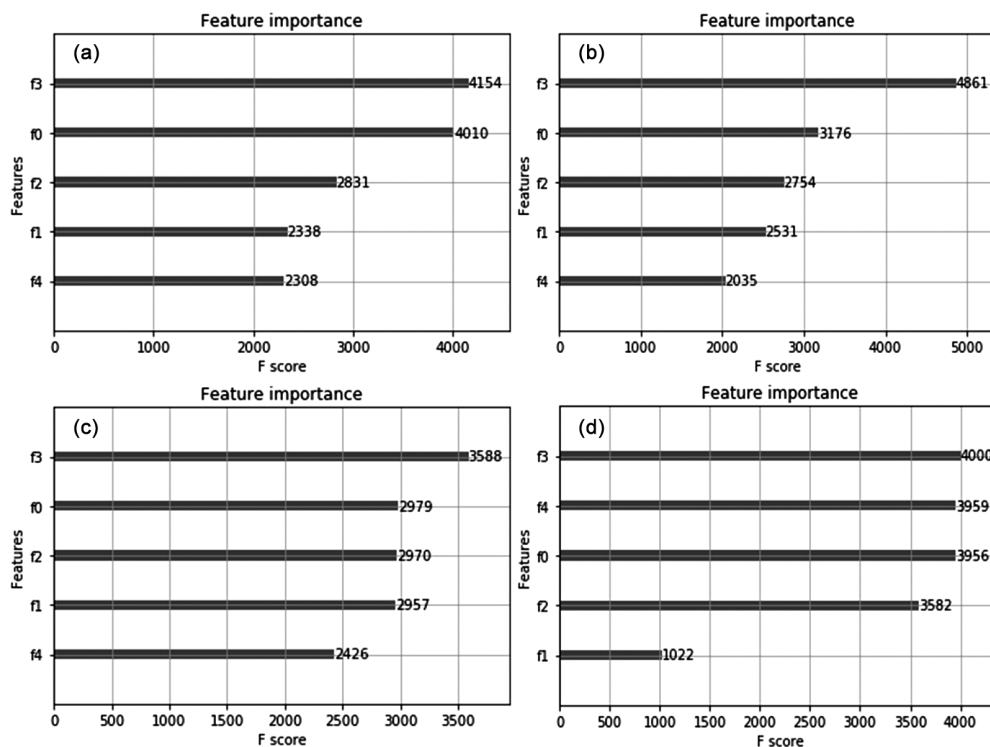 Feature importance
(a)
Features
f3
4154
f0
4010
f2
2831
f1
2338
f4
2308
0 1000 2000 3000 4000
F score
Feature importance
(b)
Features
f3
4861
f0
3176
f2
2754
f1
2531
f4
2035
0 1000 2000 3000 4000 5000
F score
Feature importance
(c)
Features
f3
3588
f0
2979
f2
2970
f1
2957
f4
2426
0 500 1000 1500 2000 2500 3000 3500
F score
Feature importance
(d)
Features
f3
4000
f4
3959
f0
3956
f2
3582
f1
1022
0 500 1000 1500 2000 2500 3000 3500 4000
F score